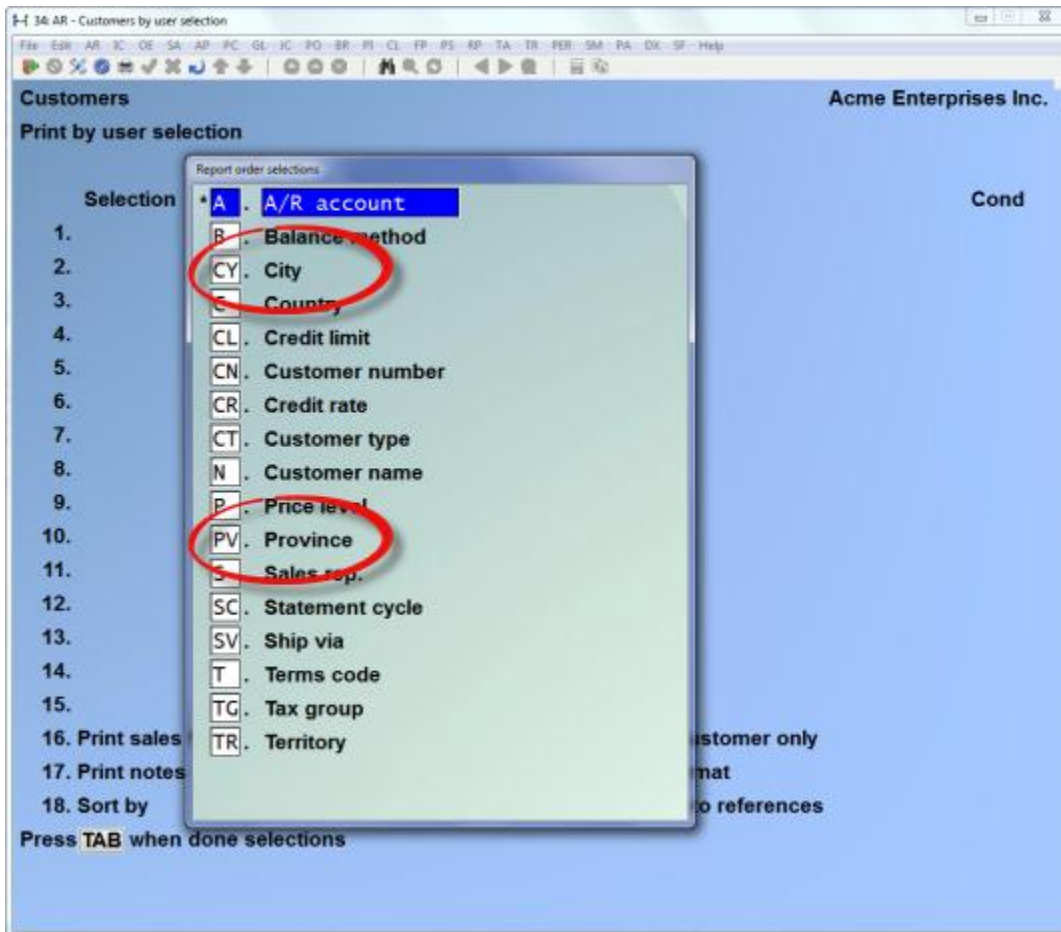 34: AR - Customers by user selection
File Edit AR IC OE SA AP PC GL JC PO BR PI CL FP PS RP TA TR PER SM PA DX SF Help
Customers Acme Enterprises Inc.
Print by user selection
Report order selections
Selection Cond
*A . A/R account
1. B . Balance method
2. CY. City
3. C . Country
4. CL. Credit limit
5. CN. Customer number
6. CR. Credit rate
7. CT. Customer type
8. N . Customer name
9. P . Price level
10. PV. Province
11. S . Sales rep.
12. SC. Statement cycle
13. SV. Ship via
14. T . Terms code
15. TG. Tax group
16. Print sales TR. Territory stomer only
17. Print notes mat
18. Sort by o references
Press TAB when done selections